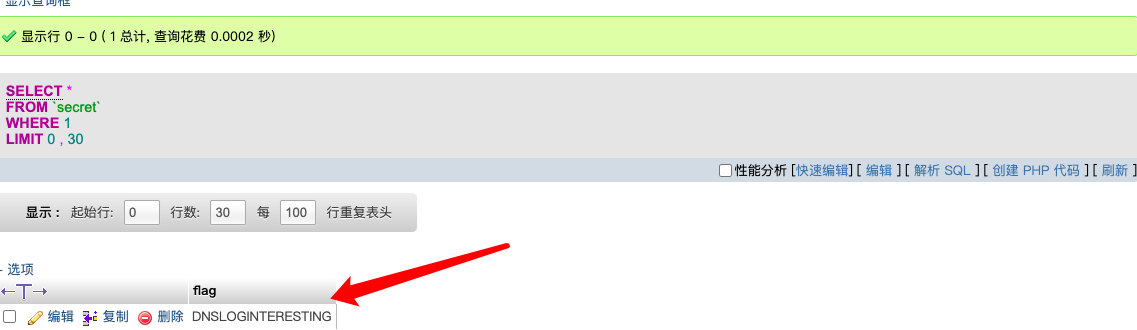 显示查询框
显示行 0 - 0 ( 1 总计, 查询花费 0.0002 秒)
SELECT *
FROM `secret`
WHERE 1
LIMIT 0 , 30
性能分析 [快速编辑] [ 编辑 ] [ 解析 SQL ] [ 创建 PHP 代码 ] [ 刷新 ]
显示 : 起始行: 0 行数: 30 每 100 行重复表头
- 选项
←T→ flag
编辑 复制 删除 DNSLOGINTERESTING